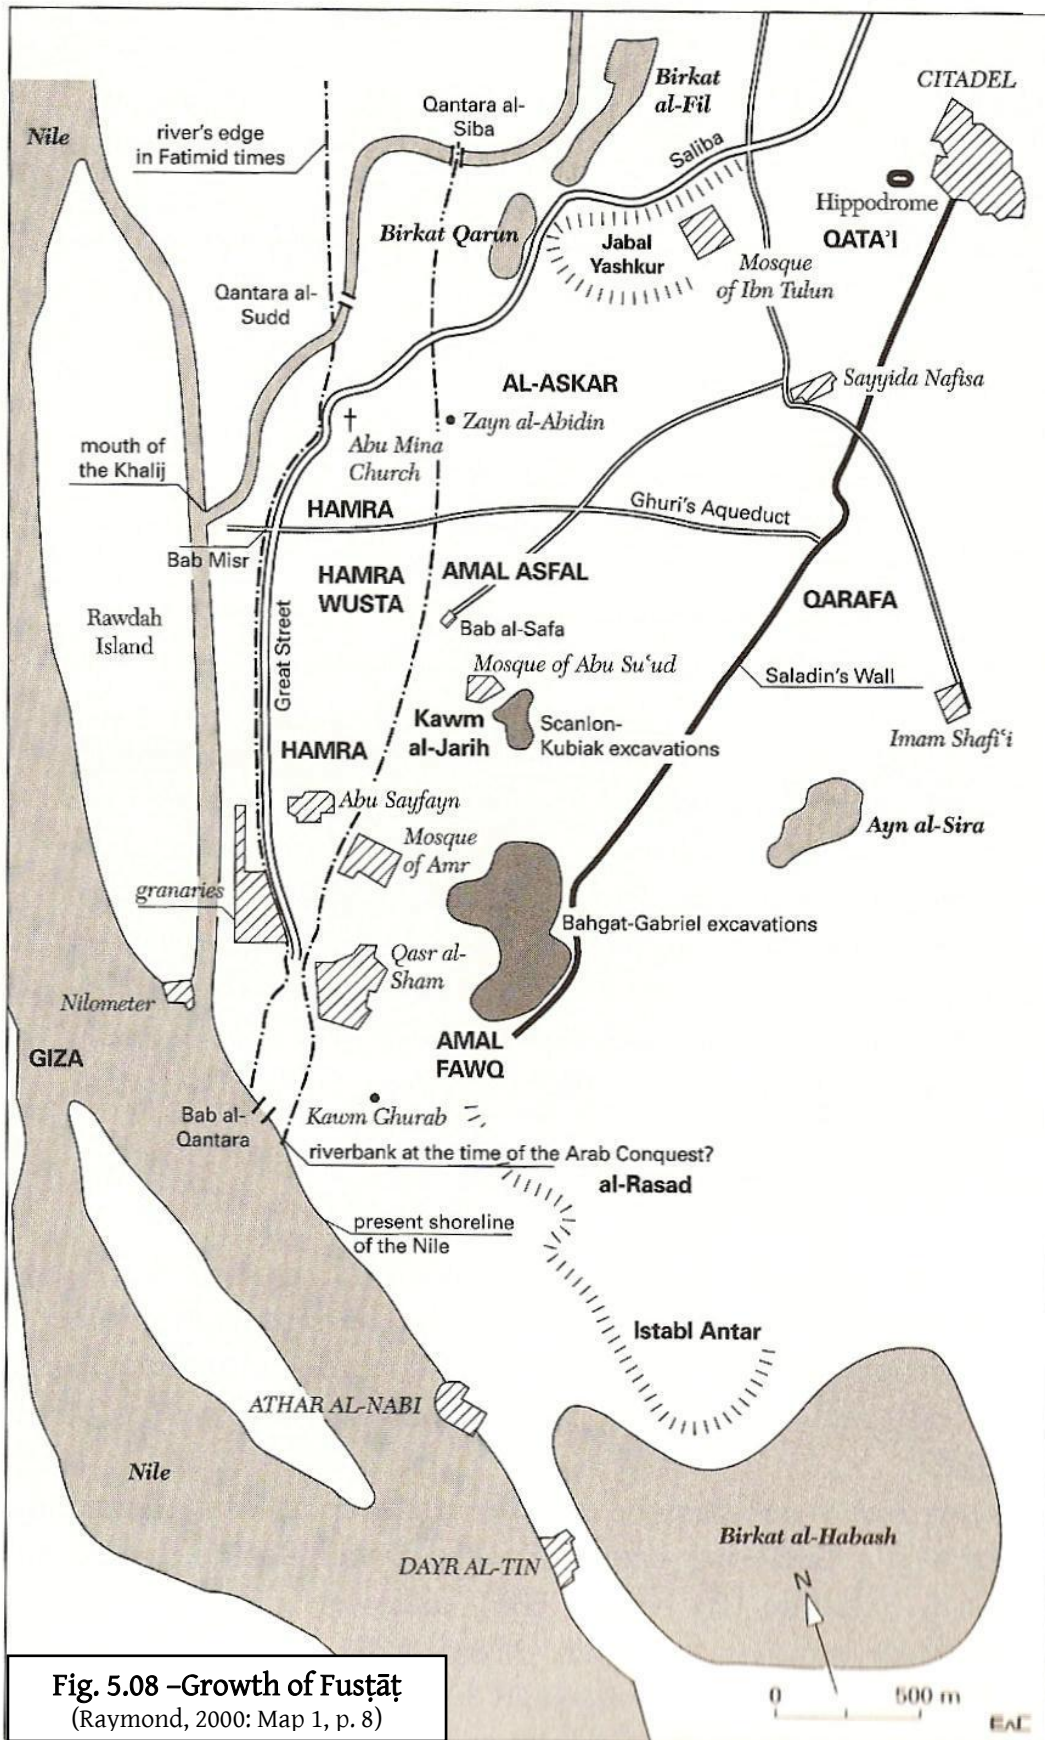 CITADEL
Birkat
al-Fil
Qantara al-
Siba
Nile
river's edge
in Fatimid times
Saliba
Hippodrome
QATA'I
Birkat Qarun
Jabal
Yashkur
Mosque
of Ibn Tulun
Qantara al-
Sudd
AL-ASKAR
Sayyida Nafisa
Zayn al-Abidin
Abu Mina
Church
mouth of
the Khalij
HAMRA
Ghuri's Aqueduct
Bab Misr
HAMRA
WUSTA
AMAL ASFAL
QARAFA
Rawdah
Island
Great Street
Bab al-Safa
Mosque of Abu Su‘ud
Saladin's Wall
Kawm
al-Jarih
Scanlon-
Kubiak excavations
Imam Shafi‘i
HAMRA
Abu Sayfayn
Ayn al-Sira
Mosque
of Amr
granaries
Bahgat-Gabriel excavations
Qasr al-
Sham
Nilometer
AMAL
FAWQ
GIZA
Bab al-
Qantara
Kawm Ghurab
riverbank at the time of the Arab Conquest?
al-Rasad
present shoreline
of the Nile
Istabl Antar
ATHAR AL-NABI
Nile
Birkat al-Habash
DAYR AL-TIN
N
0 500 m
EAC
Fig. 5.08 –Growth of Fusṭāṭ
(Raymond, 2000: Map 1, p. 8)